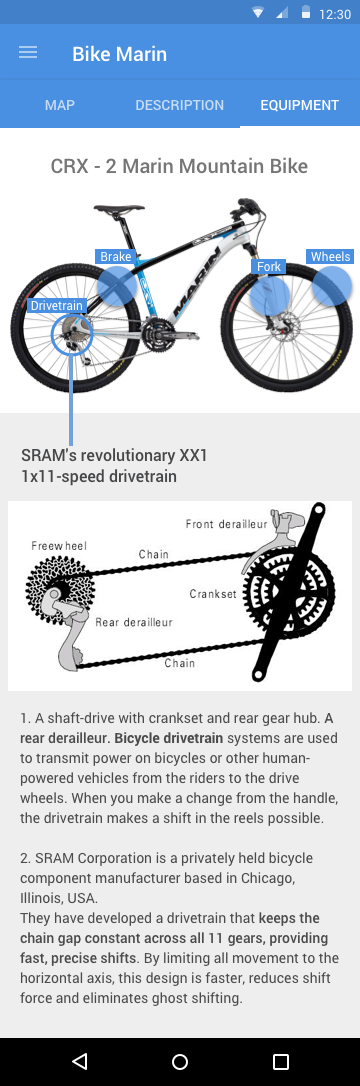 12:30
Bike Marin
MAP DESCRIPTION EQUIPMENT
CRX - 2 Marin Mountain Bike
Brake
Wheels
Fork
Drivetrain
MARIN
SRAM's revolutionary XX1
1x11-speed drivetrain
Front derailleur
Freewheel
Chain
Crankset
Rear derailleur
Chain
1. A shaft-drive with crankset and rear gear hub. A
rear derailleur. Bicycle drivetrain systems are used
to transmit power on bicycles or other human-
powered vehicles from the riders to the drive
wheels. When you make a change from the handle,
the drivetrain makes a shift in the reels possible.
2. SRAM Corporation is a privately held bicycle
component manufacturer based in Chicago,
Illinois, USA.
They have developed a drivetrain that keeps the
chain gap constant across all 11 gears, providing
fast, precise shifts. By limiting all movement to the
horizontal axis, this design is faster, reduces shift
force and eliminates ghost shifting.